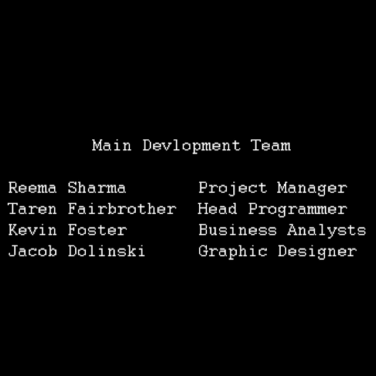 Main Devlopment Team
Reema Sharma Project Manager
Taren Fairbrother Head Programmer
Kevin Foster Business Analysts
Jacob Dolinski Graphic Designer